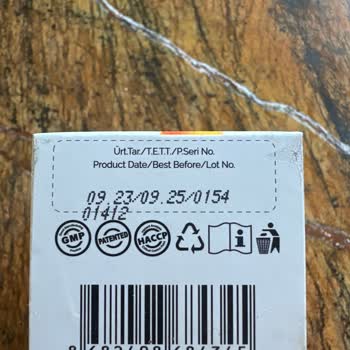 Ürt.Tar./T.E.T.T./P.Seri No.
Product Date/Best Before/Lot No.
09.23/09.25/0154
01412
GMP PATENTED HACCP